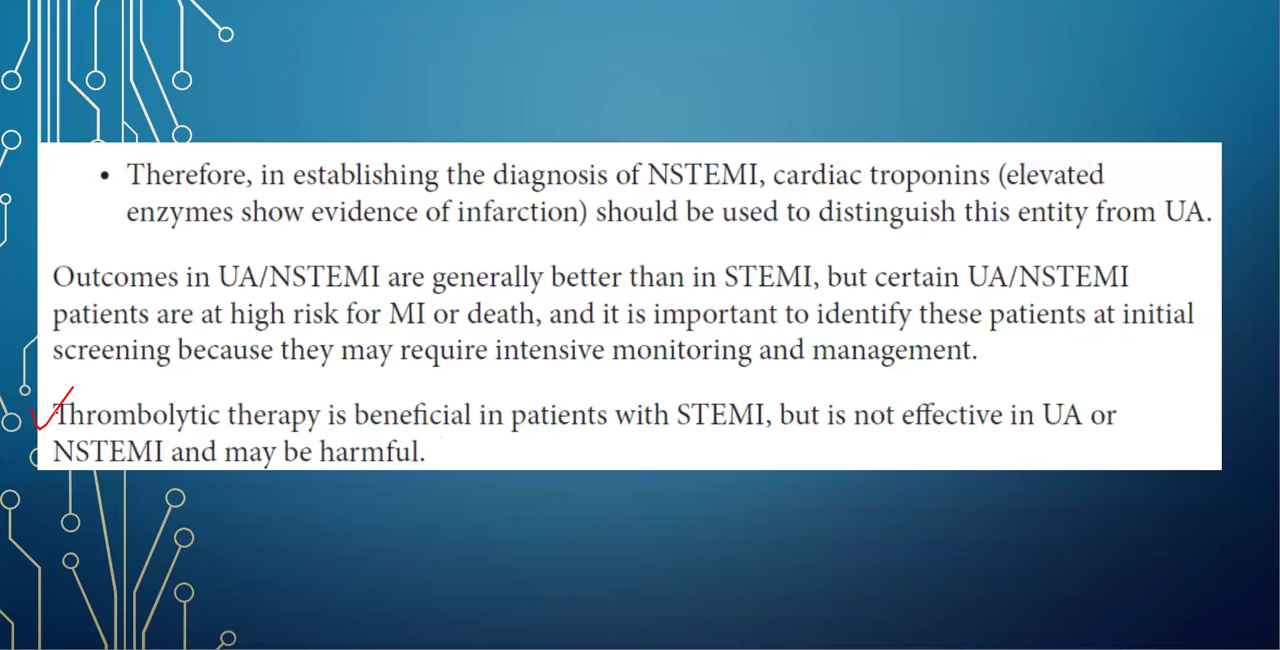 • Therefore, in establishing the diagnosis of NSTEMI, cardiac troponins (elevated
enzymes show evidence of infarction) should be used to distinguish this entity from UA.
Outcomes in UA/NSTEMI are generally better than in STEMI, but certain UA/NSTEMI
patients are at high risk for MI or death, and it is important to identify these patients at initial
screening because they may require intensive monitoring and management.
Thrombolytic therapy is beneficial in patients with STEMI, but is not effective in UA or
NSTEMI and may be harmful.